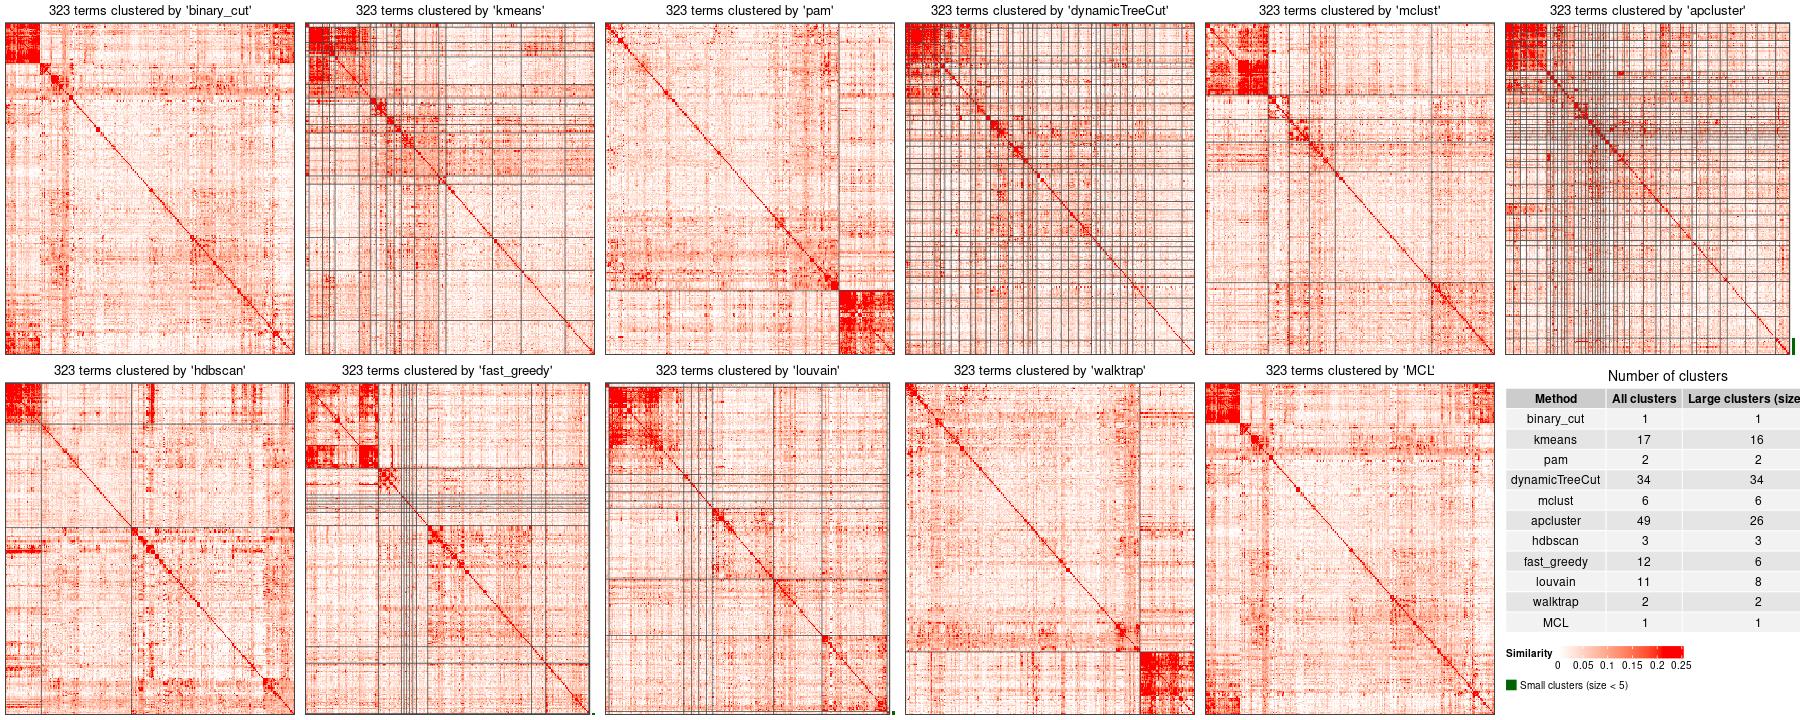 323 terms clustered by 'binary_cut'
323 terms clustered by 'kmeans'
323 terms clustered by 'pam'
323 terms clustered by 'dynamicTreeCut'
323 terms clustered by 'mclust'
323 terms clustered by 'apcluster'
323 terms clustered by 'hdbscan'
323 terms clustered by 'fast_greedy'
323 terms clustered by 'louvain'
323 terms clustered by 'walktrap'
323 terms clustered by 'MCL'
Number of clusters
Method All clusters Large clusters (size
binary_cut 1 1
kmeans 17 16
pam 2 2
dynamicTreeCut 34 34
mclust 6 6
apcluster 49 26
hdbscan 3 3
fast_greedy 12 6
louvain 11 8
walktrap 2 2
MCL 1 1
Similarity
0 0.05 0.1 0.15 0.2 0.25
Small clusters (size < 5)